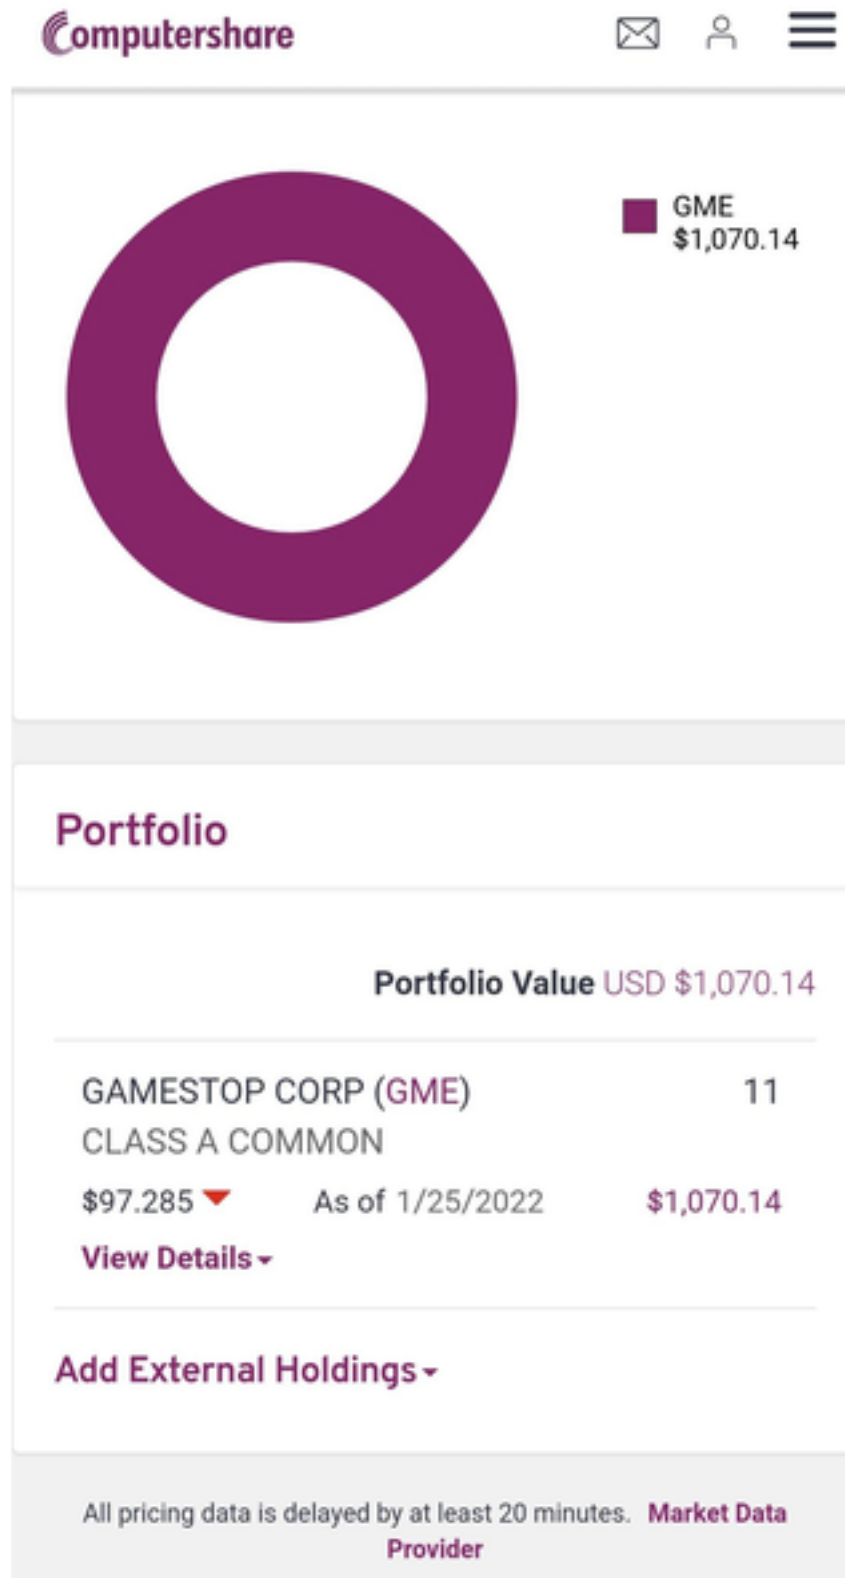 Computershare
GME
$1,070.14
Portfolio
Portfolio Value USD $1,070.14
GAMESTOP CORP (GME) 11
CLASS A COMMON
$97.285 As of 1/25/2022 $1,070.14
View Details
Add External Holdings
All pricing data is delayed by at least 20 minutes. Market Data
Provider